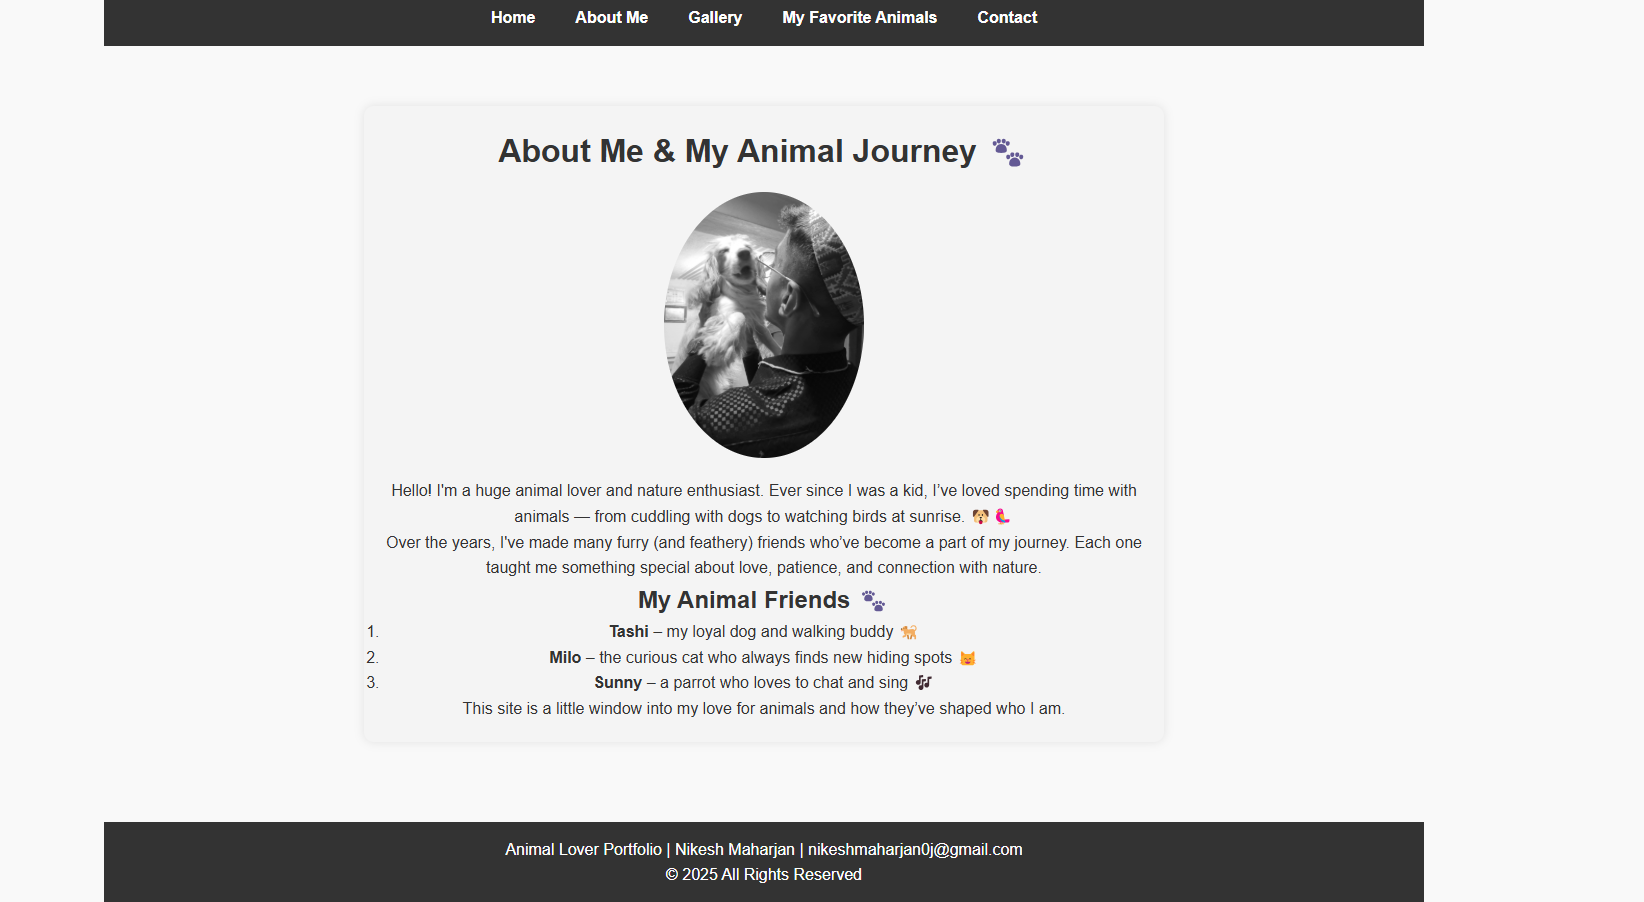 Home About Me Gallery My Favorite Animals Contact
About Me & My Animal Journey 🐾
Hello! I'm a huge animal lover and nature enthusiast. Ever since I was a kid, I’ve loved spending time with
animals — from cuddling with dogs to watching birds at sunrise. 🐶🦜
Over the years, I've made many furry (and feathery) friends who’ve become a part of my journey. Each one
taught me something special about love, patience, and connection with nature.
My Animal Friends 🐾
1. Tashi – my loyal dog and walking buddy 🐕
2. Milo – the curious cat who always finds new hiding spots 😺
3. Sunny – a parrot who loves to chat and sing 🎶
This site is a little window into my love for animals and how they’ve shaped who I am.
Animal Lover Portfolio | Nikesh Maharjan | nikeshmaharjan0j@gmail.com
© 2025 All Rights Reserved